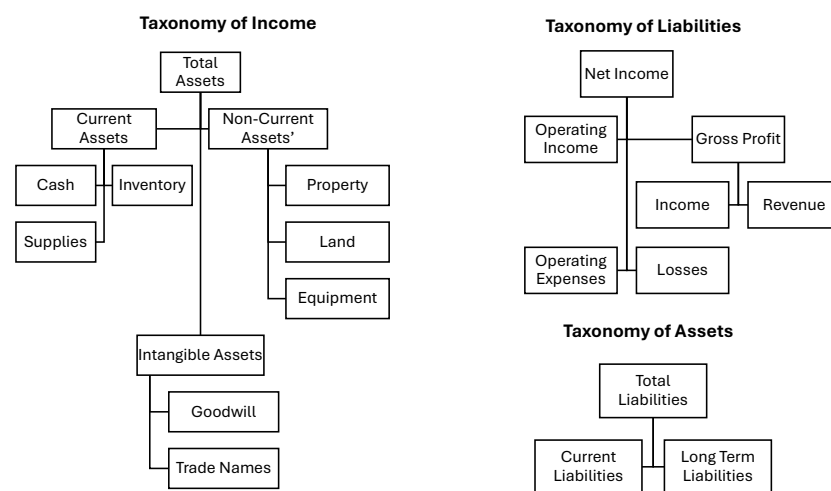 Taxonomy of Income
Total
Assets
Current
Assets
Non-Current
Assets’
Cash
Inventory
Property
Supplies
Land
Equipment
Intangible Assets
Goodwill
Trade Names
Taxonomy of Liabilities
Net Income
Operating
Income
Gross Profit
Income
Revenue
Operating
Expenses
Losses
Taxonomy of Assets
Total
Liabilities
Current
Liabilities
Long Term
Liabilities